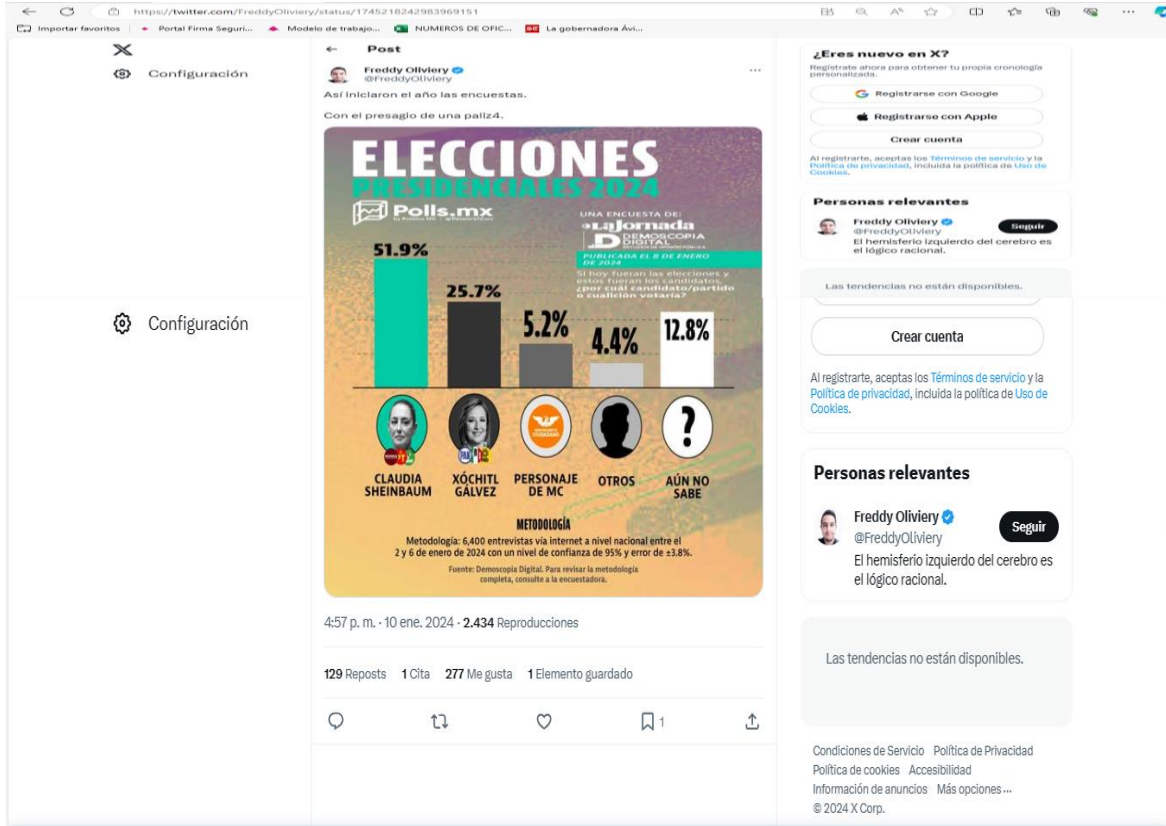 https://twitter.com/FreddyOliviery/status/1745218242983969151
Importar favoritos
Portal Firma Seguri...
Modelo de trabajo...
NUMEROS DE OFIC...
La gobernadora Ávi...
Configuración
Configuración
Post
Freddy Oliviery
@FreddyOliviery
Así iniciaron el año las encuestas.
Con el presagio de una paliz4.
ELECCIONES
PRESIDENCIALES 2024
Polls.mx
UNA ENCUESTA DE:
La Jornada
DEMOSCOPIA
DIGITAL
PUBLICADA EL 8 DE ENERO
DE 2024
Si hoy fueran las elecciones y
estos fueran los candidatos,
¿por cuál candidato/partido
o cualición votaría?
51.9%
25.7%
5.2%
4.4%
12.8%
?
CLAUDIA
SHEINBAUM
XÓCHITL
GÁLVEZ
PERSONAJE
DE MC
OTROS
AÚN NO
SABE
METODOLOGÍA
Metodología: 6,400 entrevistas vía internet a nivel nacional entre el
2 y 6 de enero de 2024 con un nivel de confianza de 95% y error de ±3.8%.
Fuente: Demoscopia Digital. Para revisar la metodología
completa, consulte a la encuestadora.
4:57 p. m. · 10 ene. 2024 · 2.434 Reproducciones
129 Reposts 1 Cita 277 Me gusta 1 Elemento guardado
1
¿Eres nuevo en X?
Regístrate ahora para obtener tu propia cronología
personalizada.
Registrarse con Google
Registrarse con Apple
Crear cuenta
Al registrarte, aceptas los Términos de servicio y la
Política de privacidad, incluida la política de Uso de
Cookies.
Personas relevantes
Freddy Oliviery
@FreddyOliviery
Seguir
El hemisferio izquierdo del cerebro es
el lógico racional.
Las tendencias no están disponibles.
Crear cuenta
Al registrarte, aceptas los Términos de servicio y la
Política de privacidad, incluida la política de Uso de
Cookies.
Personas relevantes
Freddy Oliviery
@FreddyOliviery
Seguir
El hemisferio izquierdo del cerebro es
el lógico racional.
Las tendencias no están disponibles.
Condiciones de Servicio Política de Privacidad
Política de cookies Accesibilidad
Información de anuncios Más opciones ...
© 2024 X Corp.